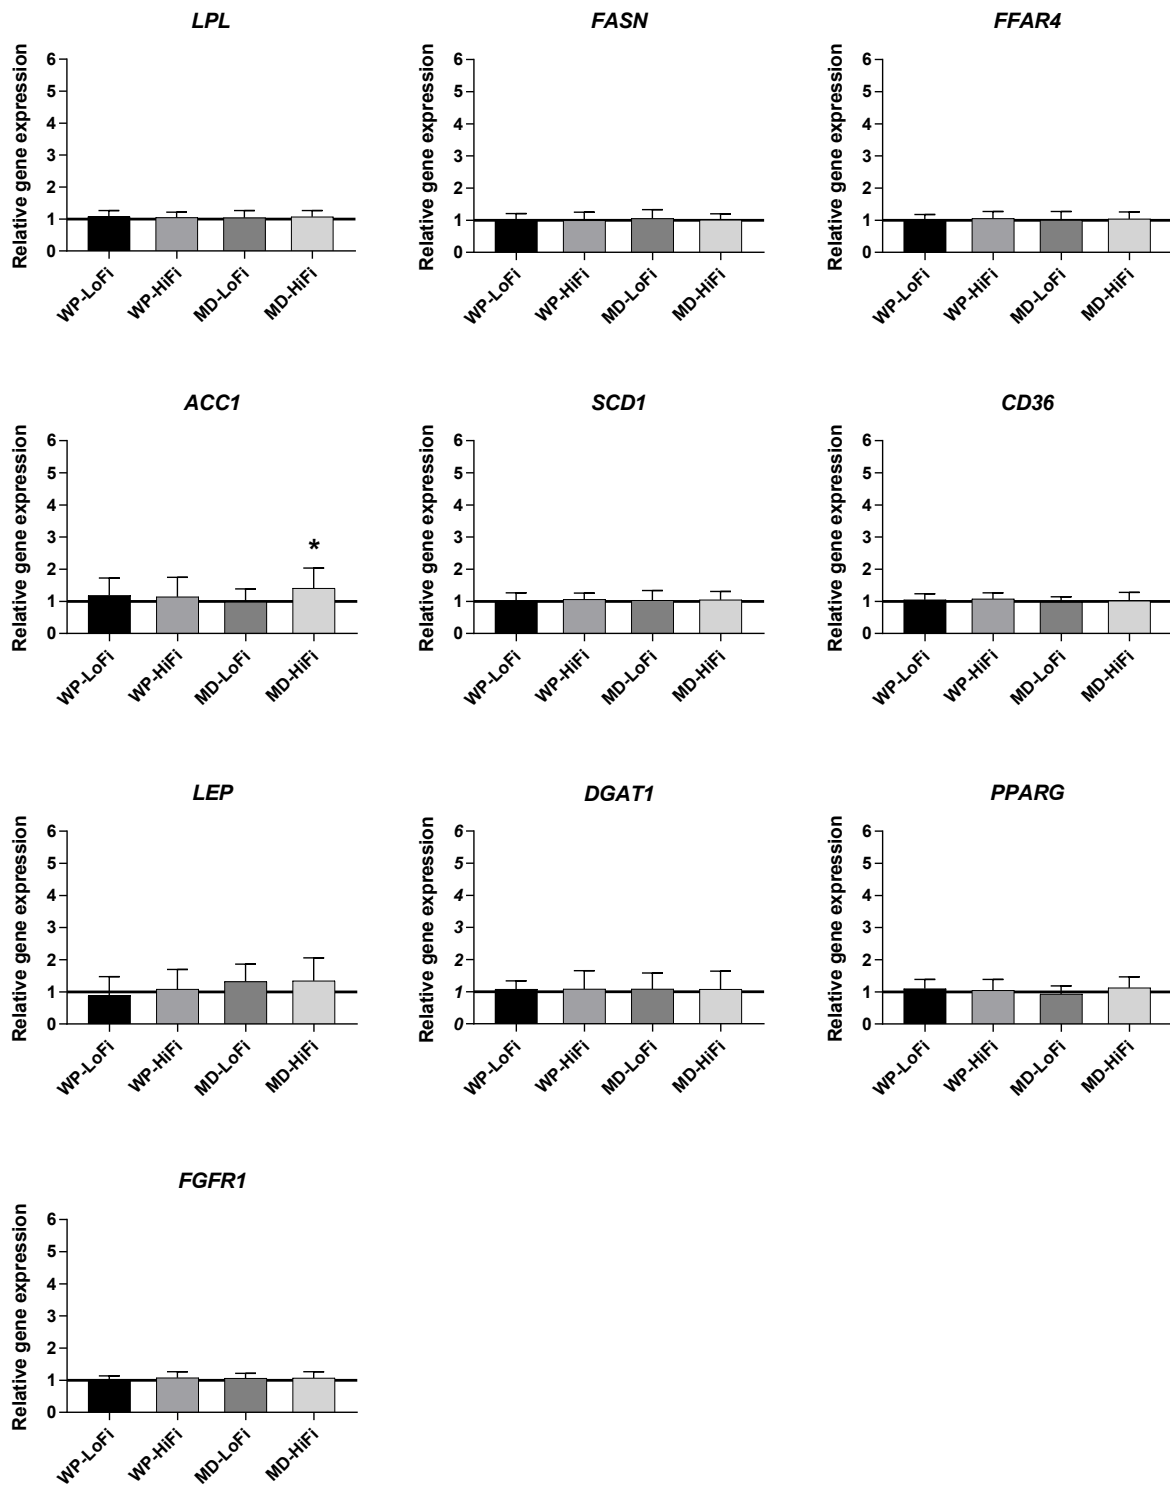 LPL
FASN
FFAR4
Relative gene expression
6
5
4
3
2
1
0
WP-LoFi
WP-HiFi
MD-LoFi
MD-HiFi
Relative gene expression
6
5
4
3
2
1
0
WP-LoFi
WP-HiFi
MD-LoFi
MD-HiFi
Relative gene expression
6
5
4
3
2
1
0
WP-LoFi
WP-HiFi
MD-LoFi
MD-HiFi
ACC1
SCD1
CD36
Relative gene expression
6
5
4
3
2
1
0
*
WP-LoFi
WP-HiFi
MD-LoFi
MD-HiFi
Relative gene expression
6
5
4
3
2
1
0
WP-LoFi
WP-HiFi
MD-LoFi
MD-HiFi
Relative gene expression
6
5
4
3
2
1
0
WP-LoFi
WP-HiFi
MD-LoFi
MD-HiFi
LEP
DGAT1
PPARG
Relative gene expression
6
5
4
3
2
1
0
WP-LoFi
WP-HiFi
MD-LoFi
MD-HiFi
Relative gene expression
6
5
4
3
2
1
0
WP-LoFi
WP-HiFi
MD-LoFi
MD-HiFi
Relative gene expression
6
5
4
3
2
1
0
WP-LoFi
WP-HiFi
MD-LoFi
MD-HiFi
FGFR1
Relative gene expression
6
5
4
3
2
1
0
WP-LoFi
WP-HiFi
MD-LoFi
MD-HiFi